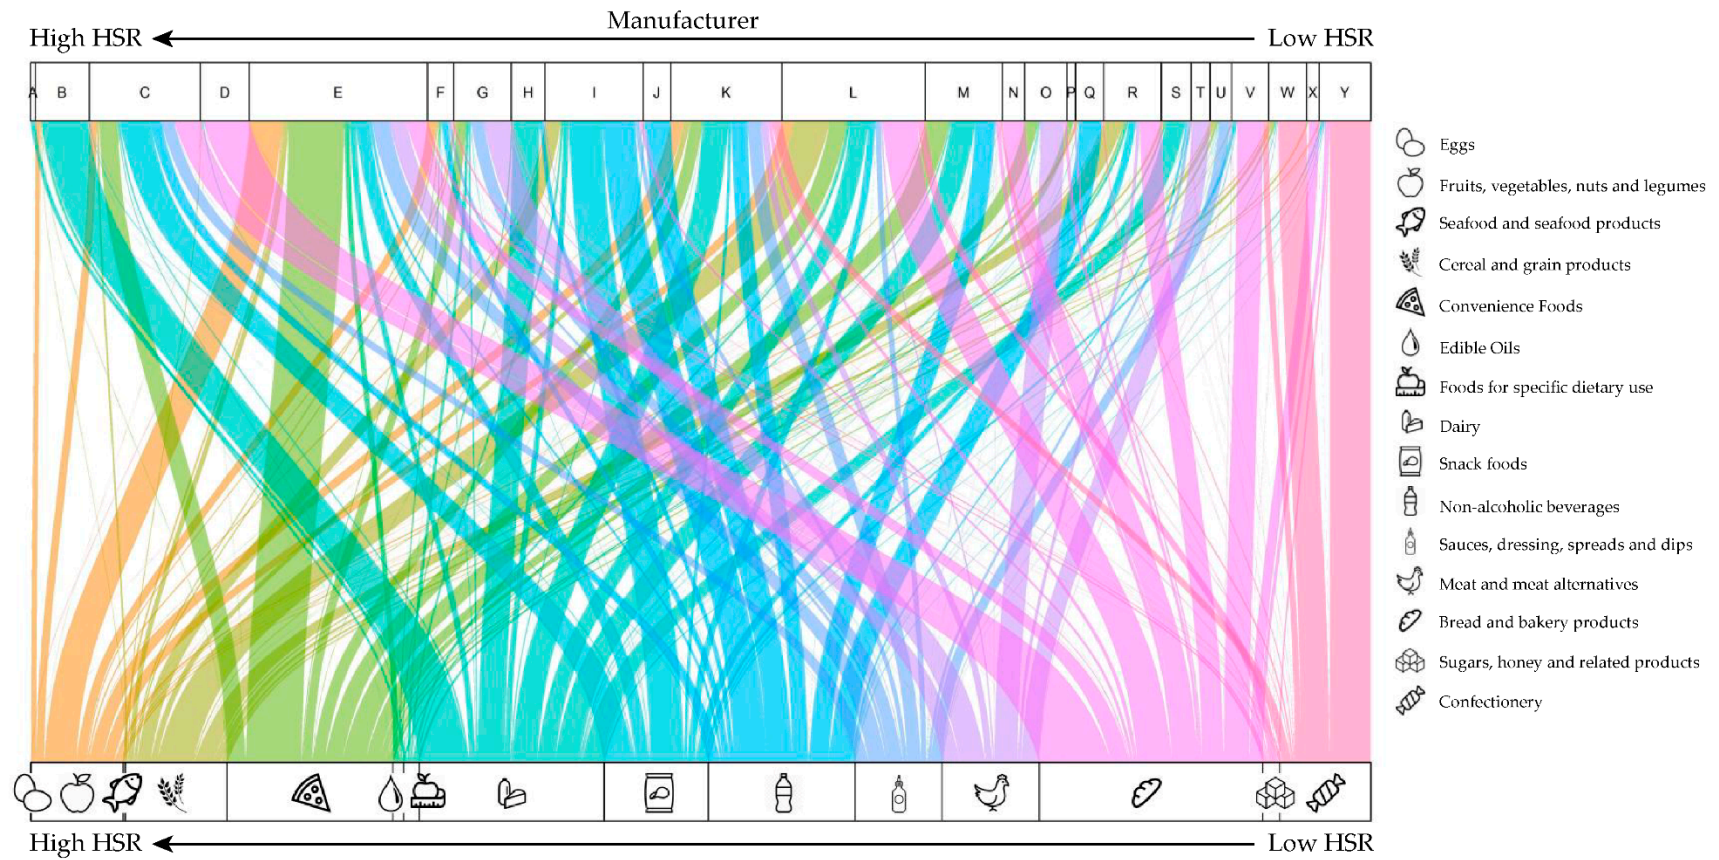 Manufacturer
High HSR Low HSR
A B C D E F G H I J K L M N O P Q R S T U V W X Y
Eggs
Fruits, vegetables, nuts and legumes
Seafood and seafood products
Cereal and grain products
Convenience Foods
Edible Oils
Foods for specific dietary use
Dairy
Snack foods
Non-alcoholic beverages
Sauces, dressing, spreads and dips
Meat and meat alternatives
Bread and bakery products
Sugars, honey and related products
Confectionery
High HSR Low HSR